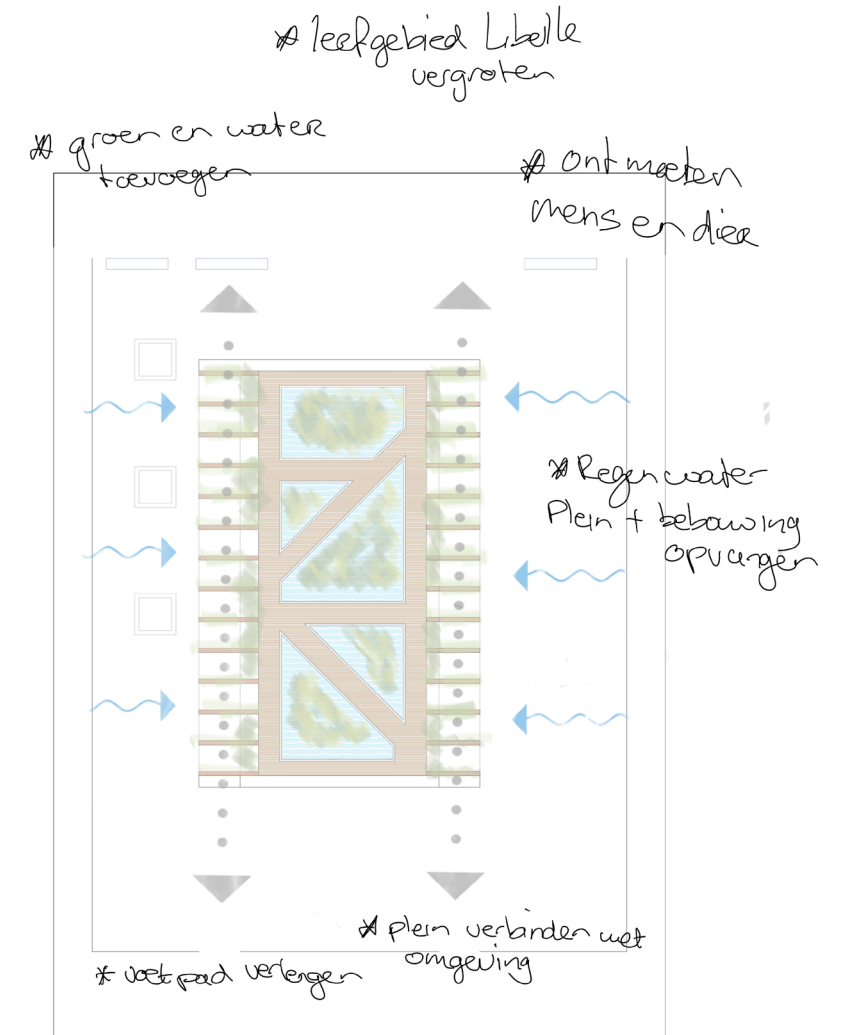 * leefgebied Libelle
vergroten
* groen en water
toevoegen
* ontmoeten
mens en dier
* Regenwater
Plein + bebouwing
opvangen
* plein verbinden met
omgeving
* voetpad verlengen